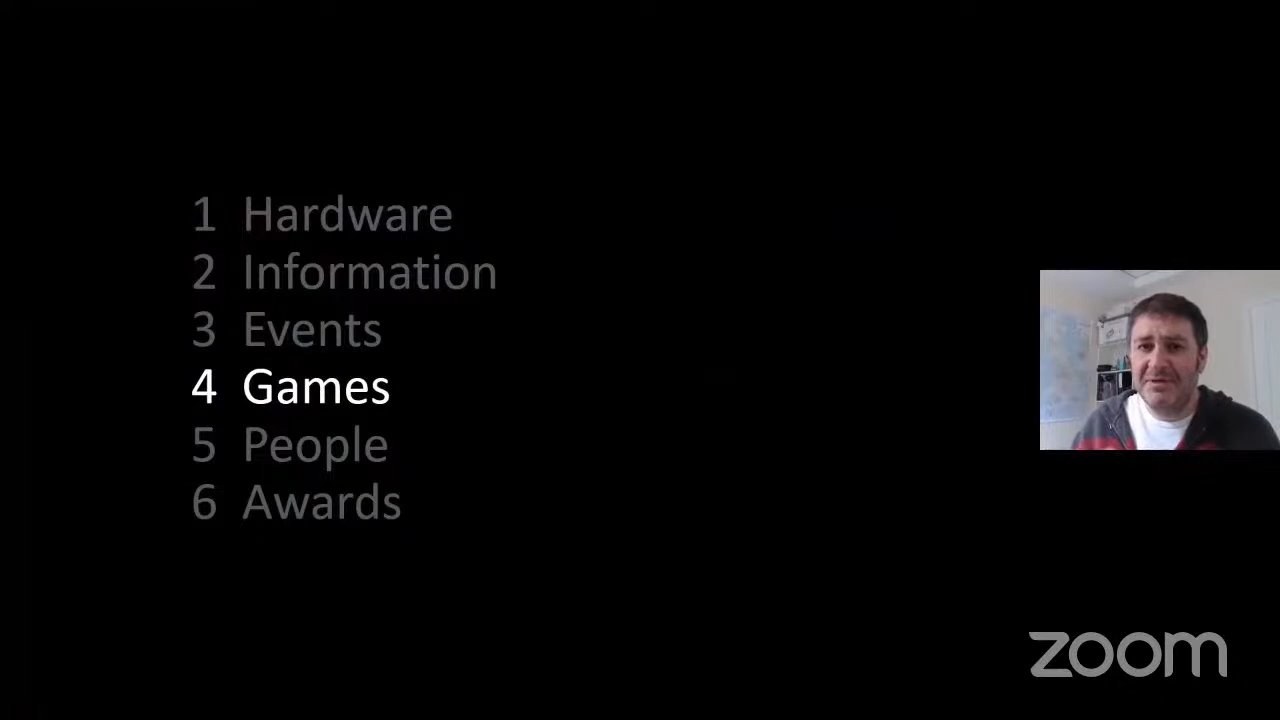 1 Hardware
2 Information
3 Events
4 Games
5 People
6 Awards
zoom